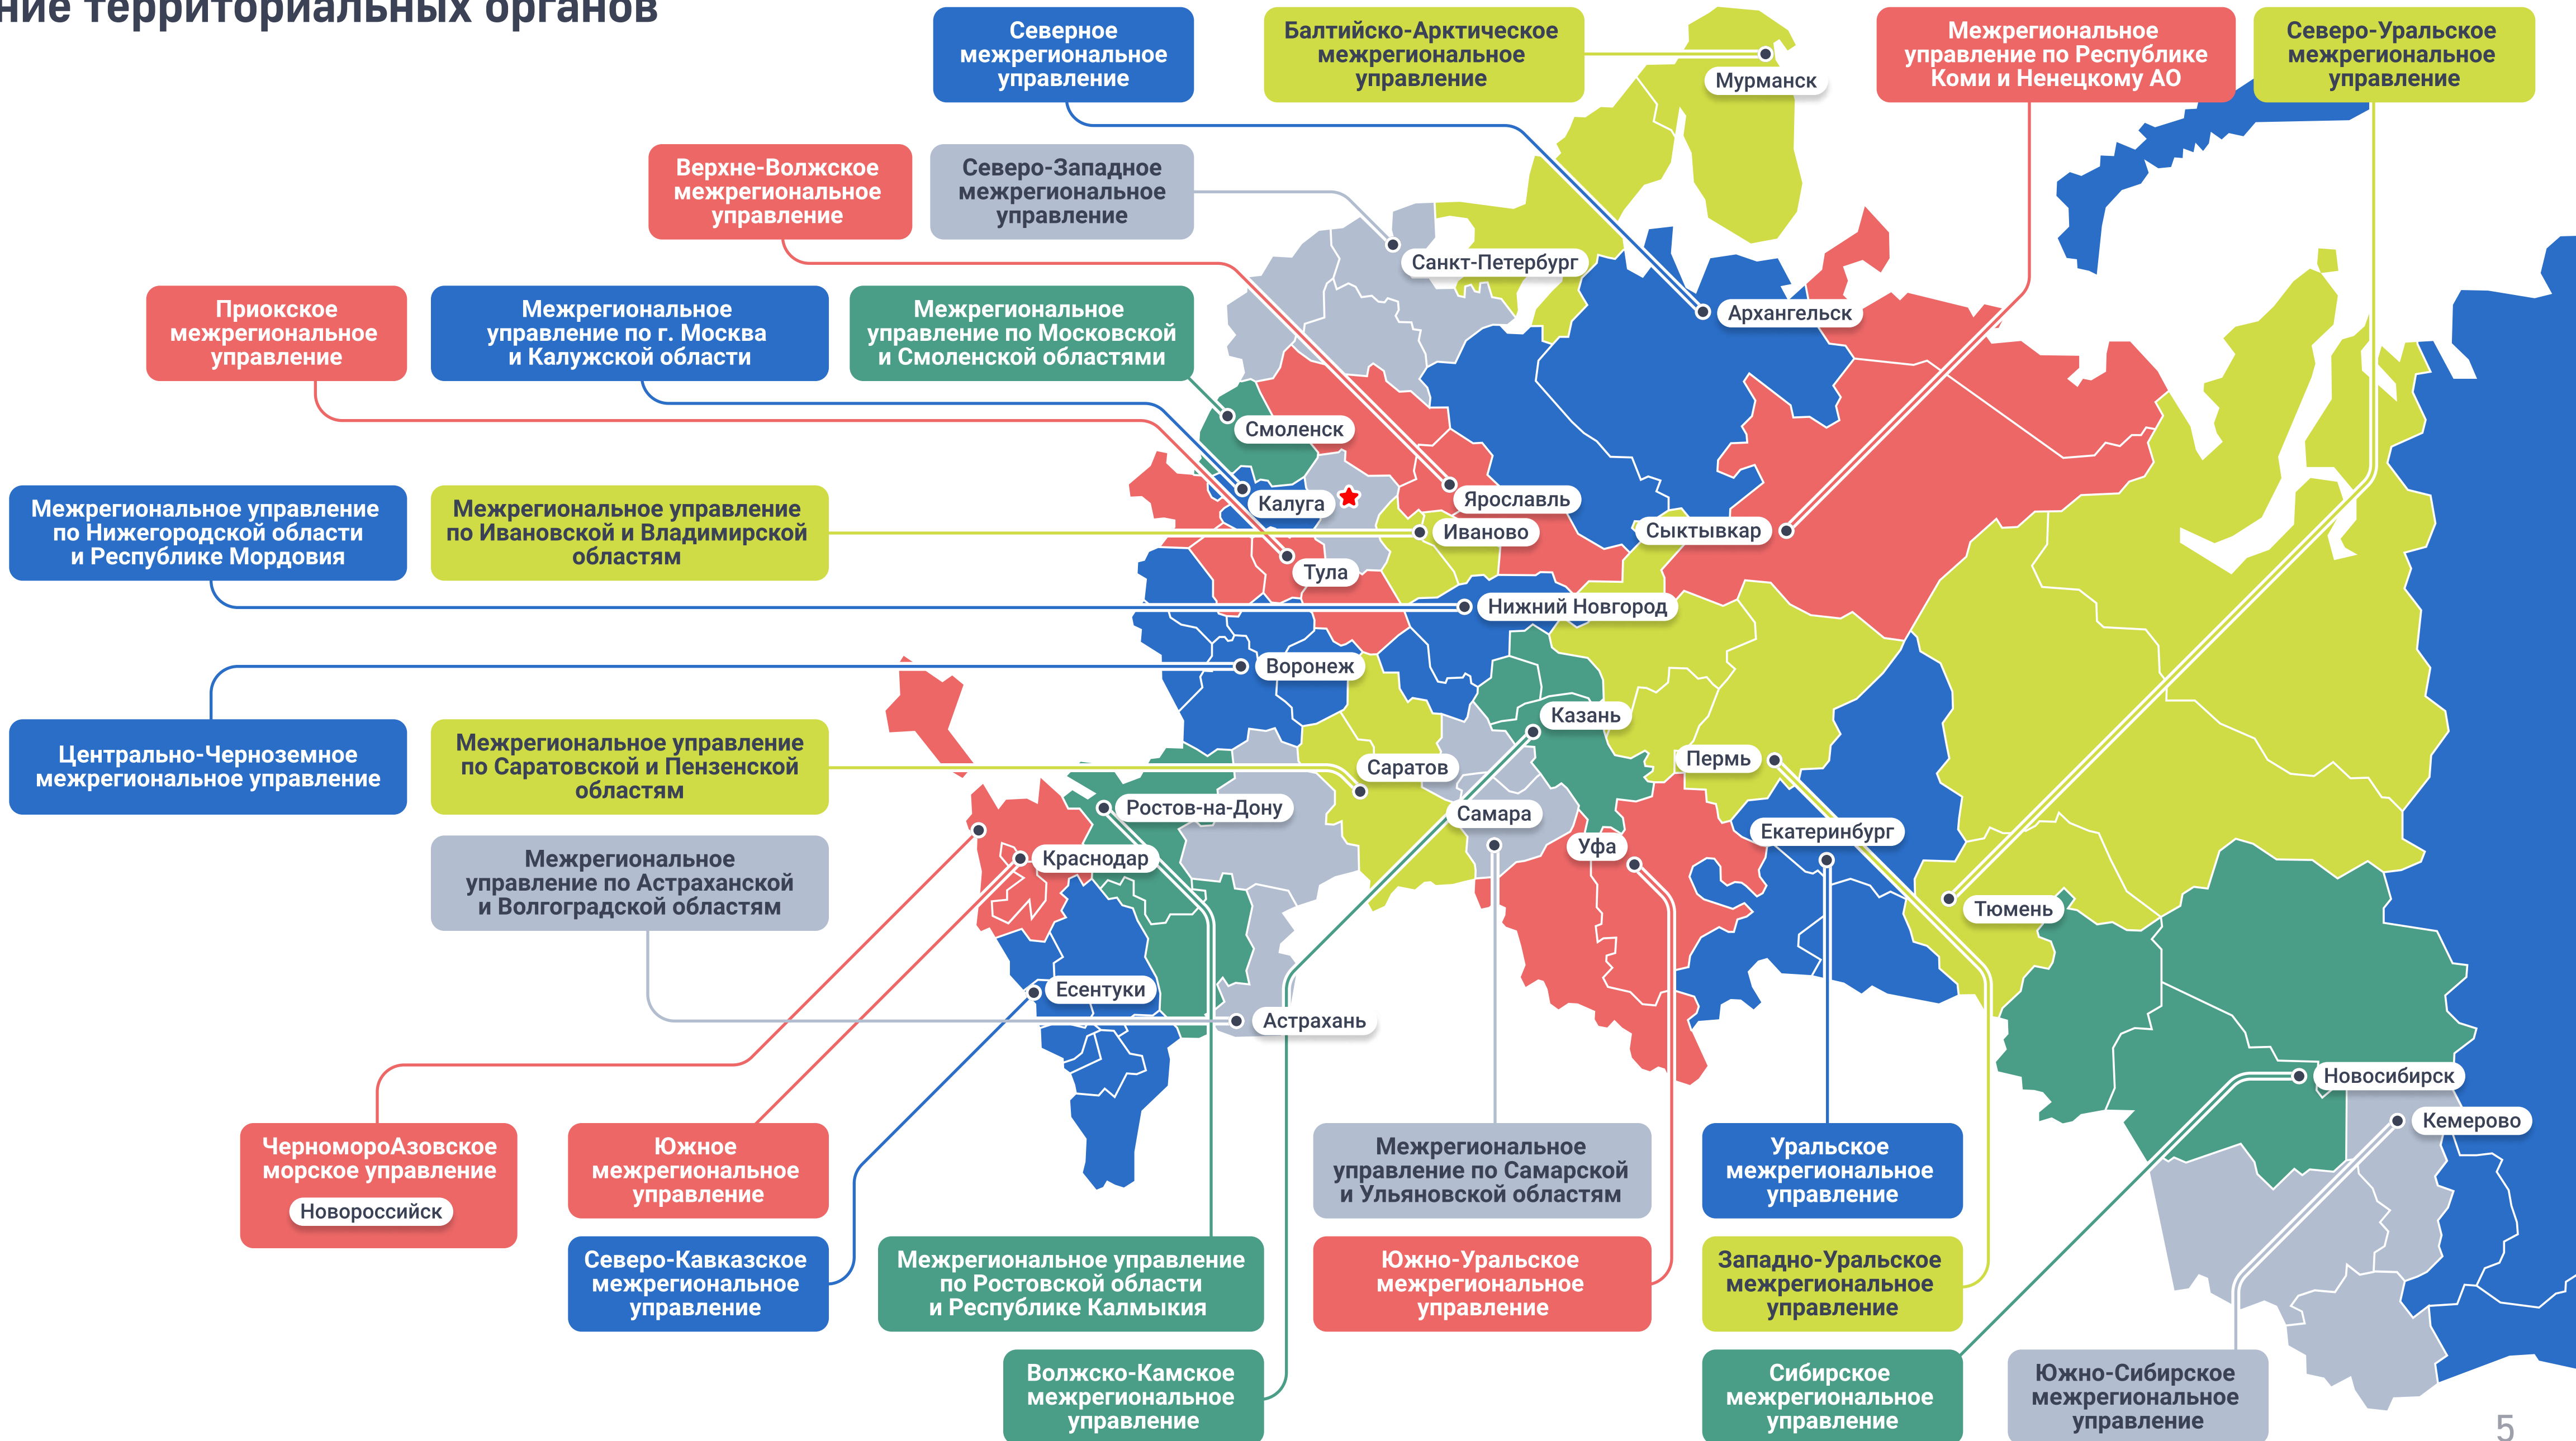 ние территориальных органов
Северное
межрегиональное
управление
Балтийско-Арктическое
межрегиональное
управление
Мурманск
Межрегиональное
управление по Республике
Коми и Ненецкому АО
Северо-Уральское
межрегиональное
управление
Верхне-Волжское
межрегиональное
управление
Северо-Западное
межрегиональное
управление
Санкт-Петербург
Архангельск
Приокское
межрегиональное
управление
Межрегиональное
управление по г. Москва
и Калужской области
Межрегиональное
управление по Московской
и Смоленской областями
Смоленск
Калуга
Ярославль
Межрегиональное управление
по Нижегородской области
и Республике Мордовия
Межрегиональное управление
по Ивановской и Владимирской
областям
Иваново
Сыктывкар
Тула
Нижний Новгород
Воронеж
Центрально-Черноземное
межрегиональное управление
Межрегиональное управление
по Саратовской и Пензенской
областям
Казань
Саратов
Пермь
Ростов-на-Дону
Самара
Екатеринбург
Уфа
Краснодар
Межрегиональное
управление по Астраханской
и Волгоградской областям
Тюмень
Есентуки
Астрахань
Новосибирск
Кемерово
ЧерномороАзовское
морское управление
Новороссийск
Южное
межрегиональное
управление
Межрегиональное
управление по Самарской
и Ульяновской областям
Уральское
межрегиональное
управление
Северо-Кавказское
межрегиональное
управление
Межрегиональное управление
по Ростовской области
и Республике Калмыкия
Южно-Уральское
межрегиональное
управление
Западно-Уральское
межрегиональное
управление
Волжско-Камское
межрегиональное
управление
Сибирское
межрегиональное
управление
Южно-Сибирское
межрегиональное
управление
5